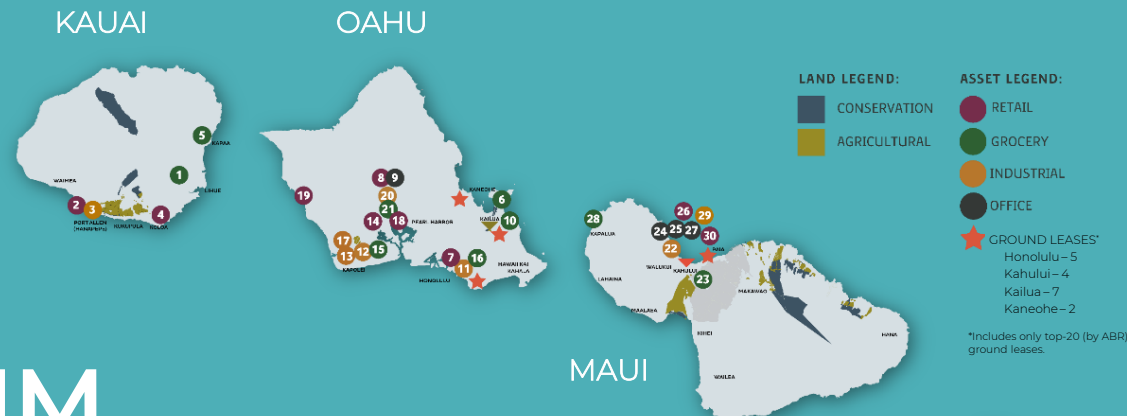 KAUAI
OAHU
MAUI
LAND LEGEND:
CONSERVATION
AGRICULTURAL
ASSET LEGEND:
RETAIL
GROCERY
INDUSTRIAL
OFFICE
GROUND LEASES*
Honolulu – 5
Kahului – 4
Kailua – 7
Kaneohe – 2
*Includes only top-20 (by ABR)
ground leases.
5
KAPAA
1
LIHUE
WAIMEA
2
3
4
PORT ALLEN
(HANAPEPE)
KOLOA
8
9
19
20
21
14
18
PEARL HARBOR
KANEOHE
6
KAILUA
10
17
13
12
15
KAPOLEI
7
16
11
HONOLULU
HAWAII KAI
28
KAPALUA
26
29
24
25
27
30
22
PAIA
WAILUKU
KAHULUI
23
LAHAINA
MAALAEA
MAKAWAO
KIHEI
HANA
WAILEA